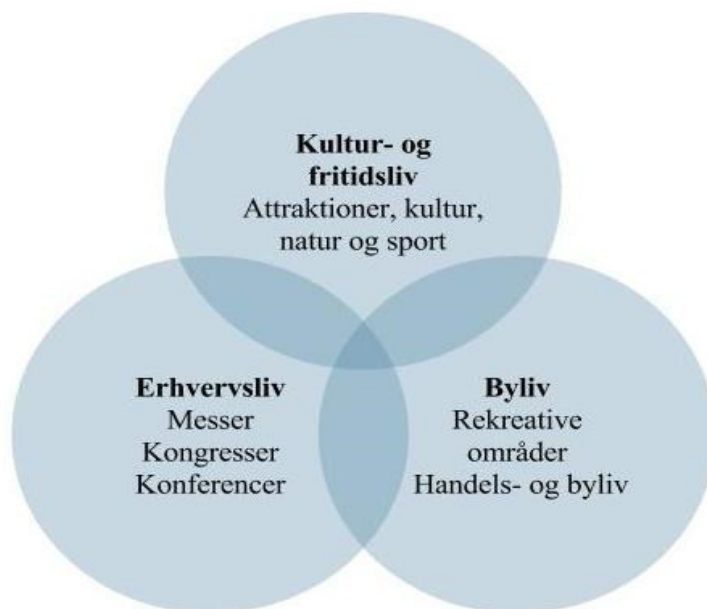 Kultur- og
fritidsliv
Attraktioner, kultur,
natur og sport
Erhvervsliv
Messer
Kongresser
Konferencer
Byliv
Rekreative
områder
Handels- og byliv